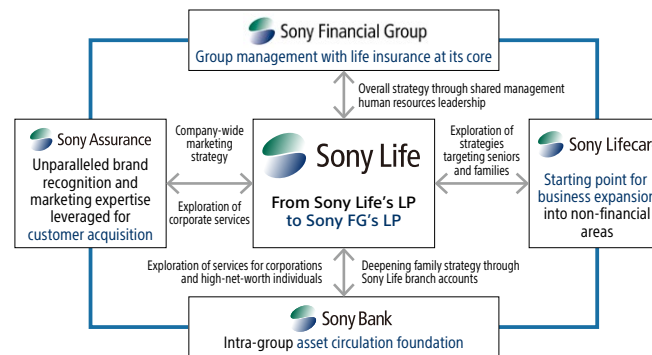 Sony Financial Group
Group management with life insurance at its core
Overall strategy through shared management
human resources leadership
Sony Assurance
Unparalleled brand
recognition and
marketing expertise
leveraged for
customer acquisition
Company-wide
marketing
strategy
Exploration of
corporate services
Sony Life
From Sony Life's LP
to Sony FG's LP
Exploration of
strategies
targeting seniors
and families
Sony Lifecar
Starting point for
business expansion
into non-financial
areas
Exploration of services for corporations
and high-net-worth individuals
Deepening family strategy through
Sony Life branch accounts
Sony Bank
Intra-group asset circulation foundation